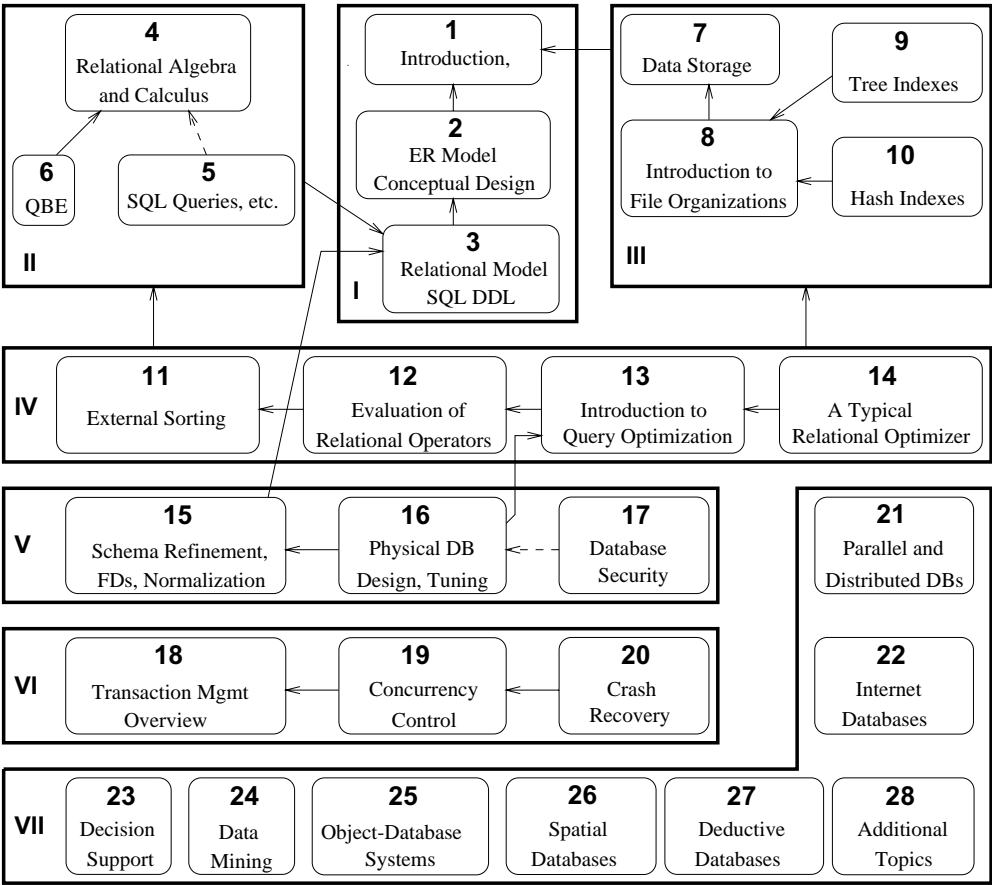 4
Relational Algebra
and Calculus
6
QBE
5
SQL Queries, etc.
II
1
Introduction,
2
ER Model
Conceptual Design
3
Relational Model
SQL DDL
I
7
Data Storage
9
Tree Indexes
8
Introduction to
File Organizations
10
Hash Indexes
III
IV
11
External Sorting
12
Evaluation of
Relational Operators
13
Introduction to
Query Optimization
14
A Typical
Relational Optimizer
V
15
Schema Refinement,
FDs, Normalization
16
Physical DB
Design, Tuning
17
Database
Security
VI
18
Transaction Mgmt
Overview
19
Concurrency
Control
20
Crash
Recovery
21
Parallel and
Distributed DBs
22
Internet
Databases
VII
23
Decision
Support
24
Data
Mining
25
Object-Database
Systems
26
Spatial
Databases
27
Deductive
Databases
28
Additional
Topics